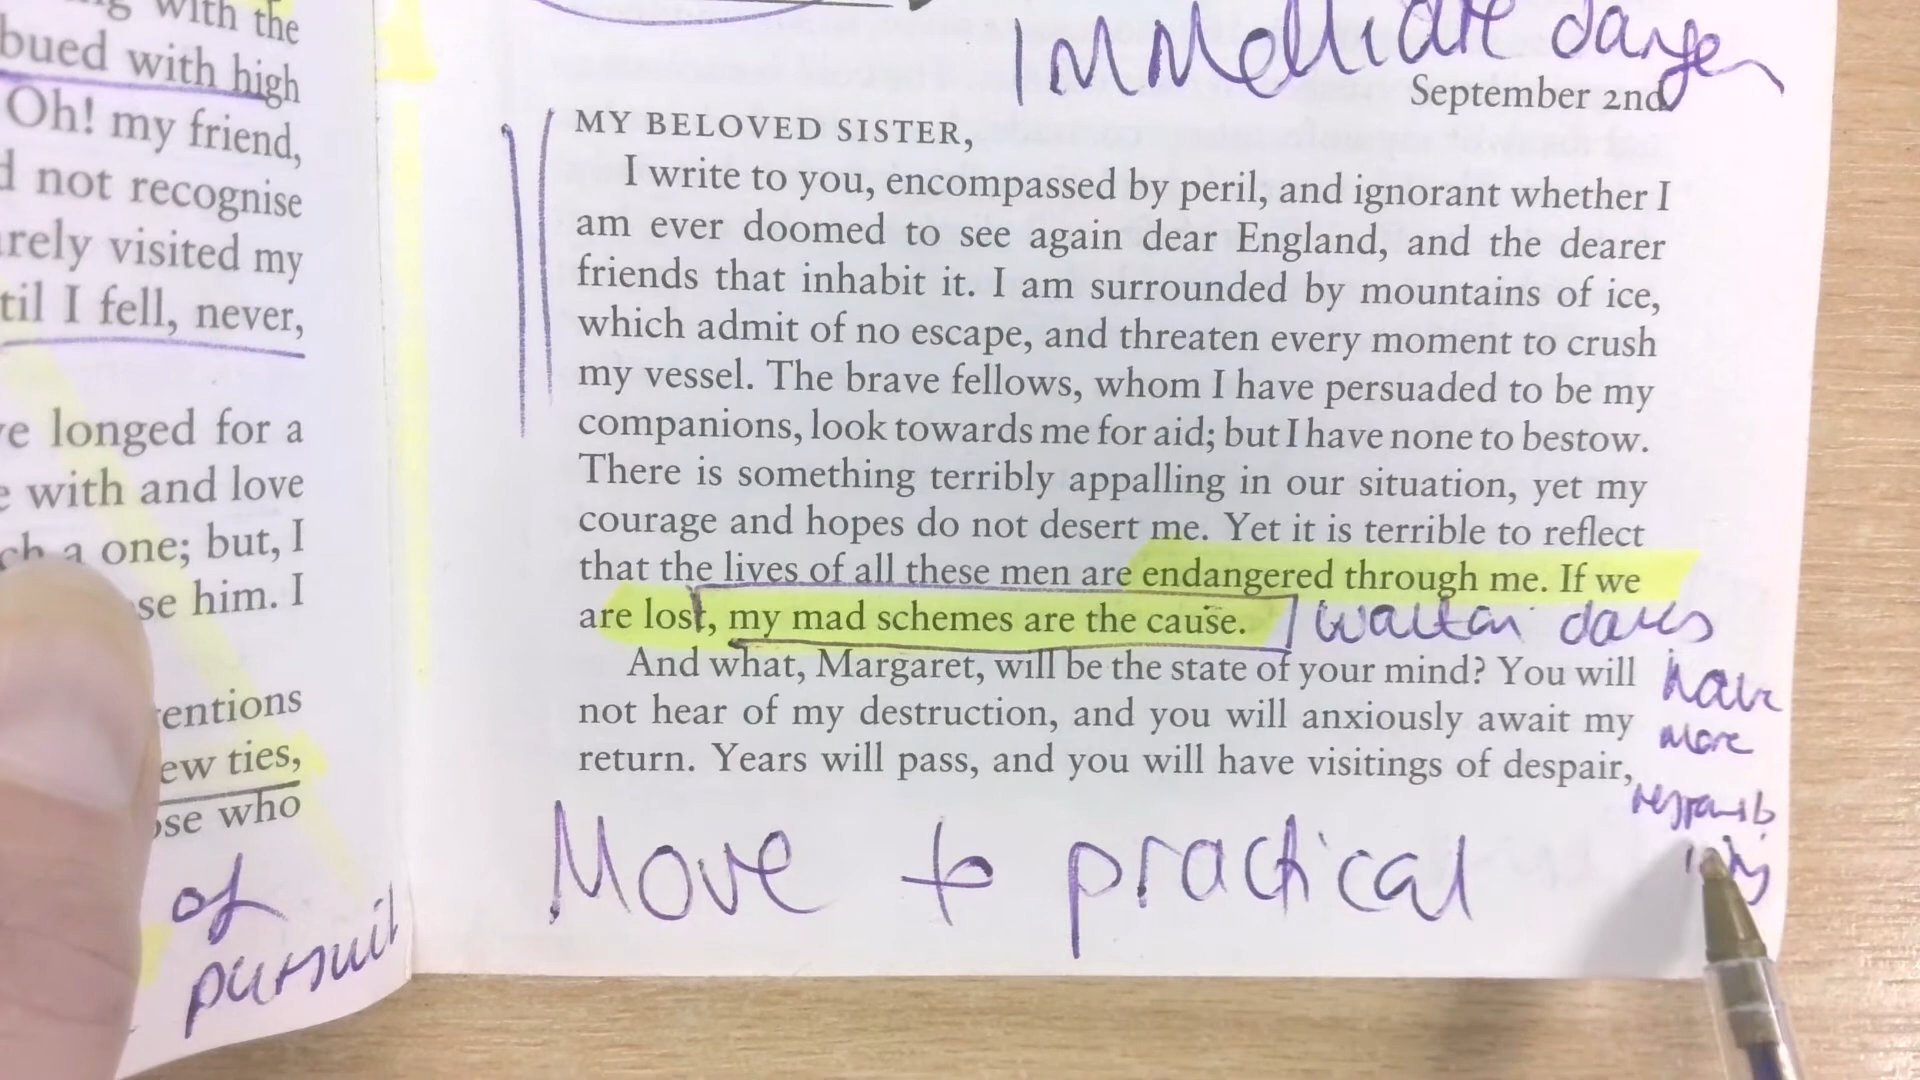 with the
bued with high
Oh! my friend,
not recognise
rely visited my
til I fell, never,
e longed for a
with and love
ch a one; but, I
se him. I
entions
ew ties,
ose who
of
pursuit
Immediate danger
September 2nd
MY BELOVED SISTER,
I write to you, encompassed by peril, and ignorant whether I
am ever doomed to see again dear England, and the dearer
friends that inhabit it. I am surrounded by mountains of ice,
which admit of no escape, and threaten every moment to crush
my vessel. The brave fellows, whom I have persuaded to be my
companions, look towards me for aid; but I have none to bestow.
There is something terribly appalling in our situation, yet my
courage and hopes do not desert me. Yet it is terrible to reflect
that the lives of all these men are endangered through me. If we
are lost, my mad schemes are the cause.
Walton does
have
more
responsib
ility
And what, Margaret, will be the state of your mind? You will
not hear of my destruction, and you will anxiously await my
return. Years will pass, and you will have visitings of despair,
Move to practical